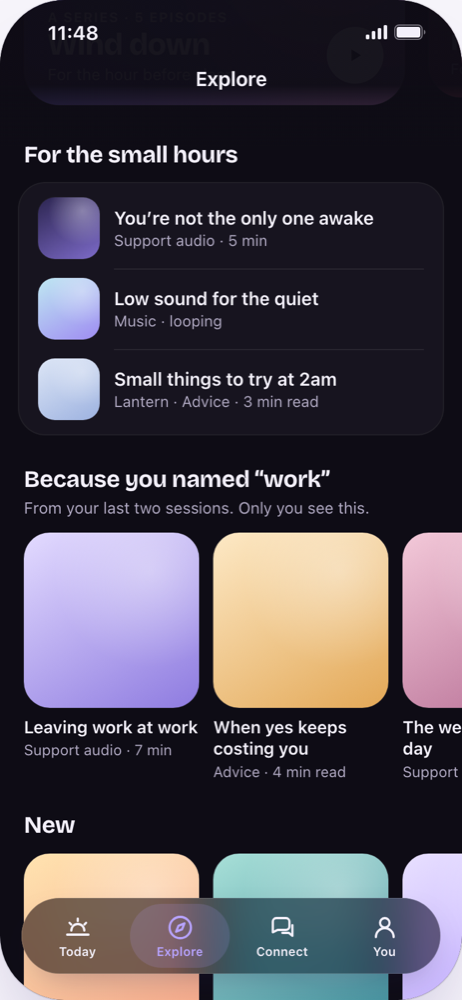 A SERIES · 5 EPISODES
11:48
Wind down
For the hour before
Explore
For the small hours
You’re not the only one awake
Support audio · 5 min
Low sound for the quiet
Music · looping
Small things to try at 2am
Lantern · Advice · 3 min read
Because you named “work”
From your last two sessions. Only you see this.
Leaving work at work
Support audio · 7 min
When yes keeps
costing you
Advice · 4 min read
The we
day
Support
New
Today
Explore
Connect
You